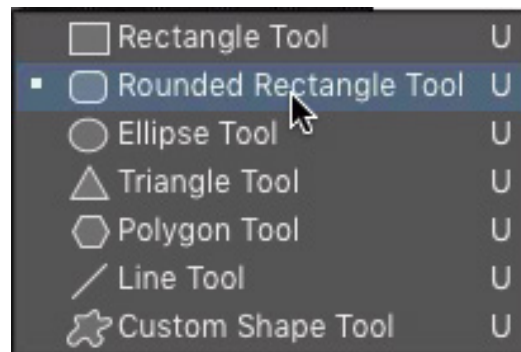 Rectangle Tool U
Rounded Rectangle Tool U
Ellipse Tool U
Triangle Tool U
Polygon Tool U
Line Tool U
Custom Shape Tool U